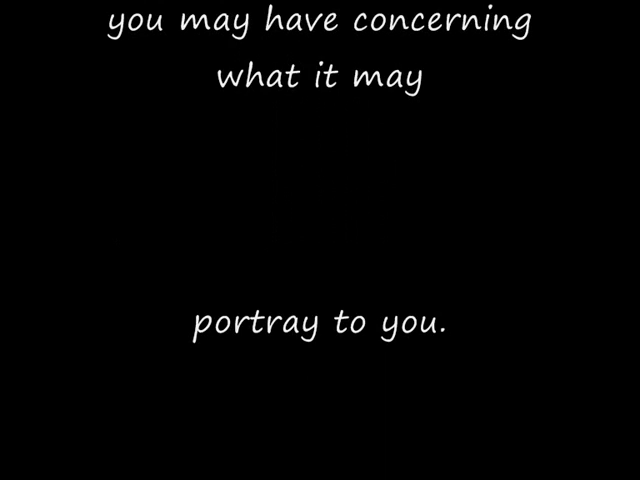 you may have concerning
what it may
portray to you.